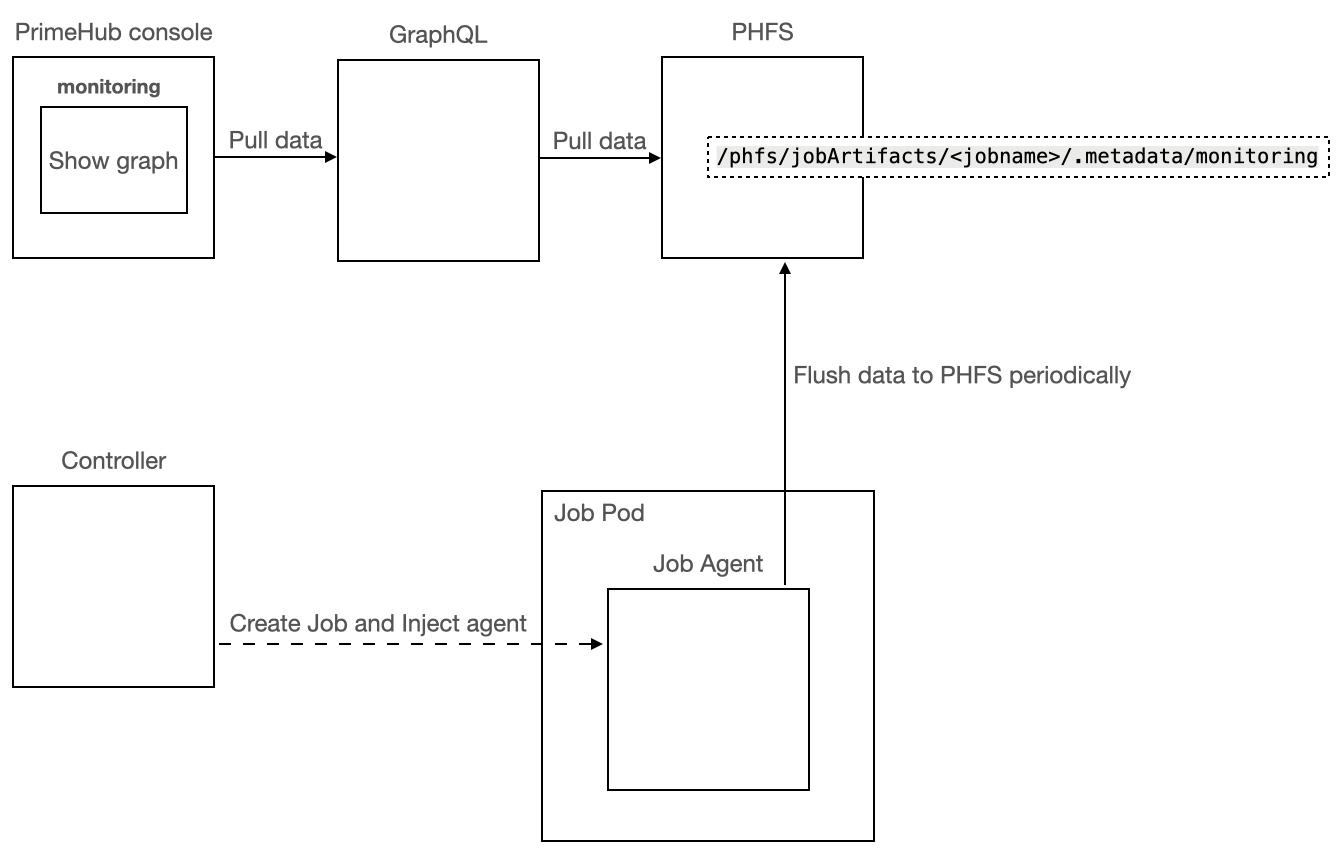 PrimeHub console
GraphQL
PHFS
monitoring
Show graph
Pull data
Pull data
/phfs/jobArtifacts/<jobname>/.metadata/monitoring
Flush data to PHFS periodically
Controller
Job Pod
Job Agent
Create Job and Inject agent